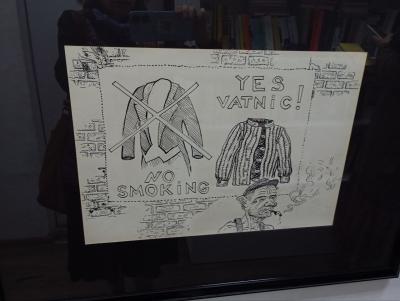 YES
VATNIC!
NO
SMOKING